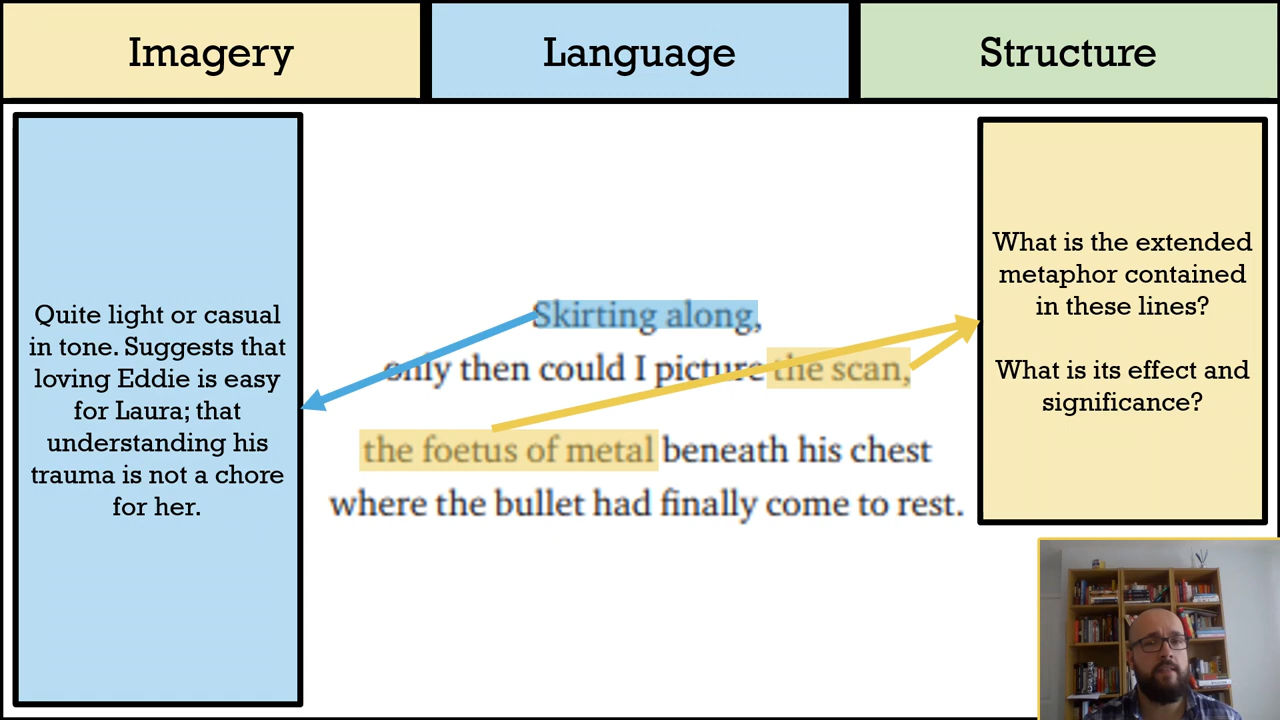 Imagery
Language
Structure
Quite light or casual
in tone. Suggests that
loving Eddie is easy
for Laura; that
understanding his
trauma is not a chore
for her.
Skirting along,
only then could I picture the scan,
the foetus of metal beneath his chest
where the bullet had finally come to rest.
What is the extended
metaphor contained
in these lines?
What is its effect and
significance?